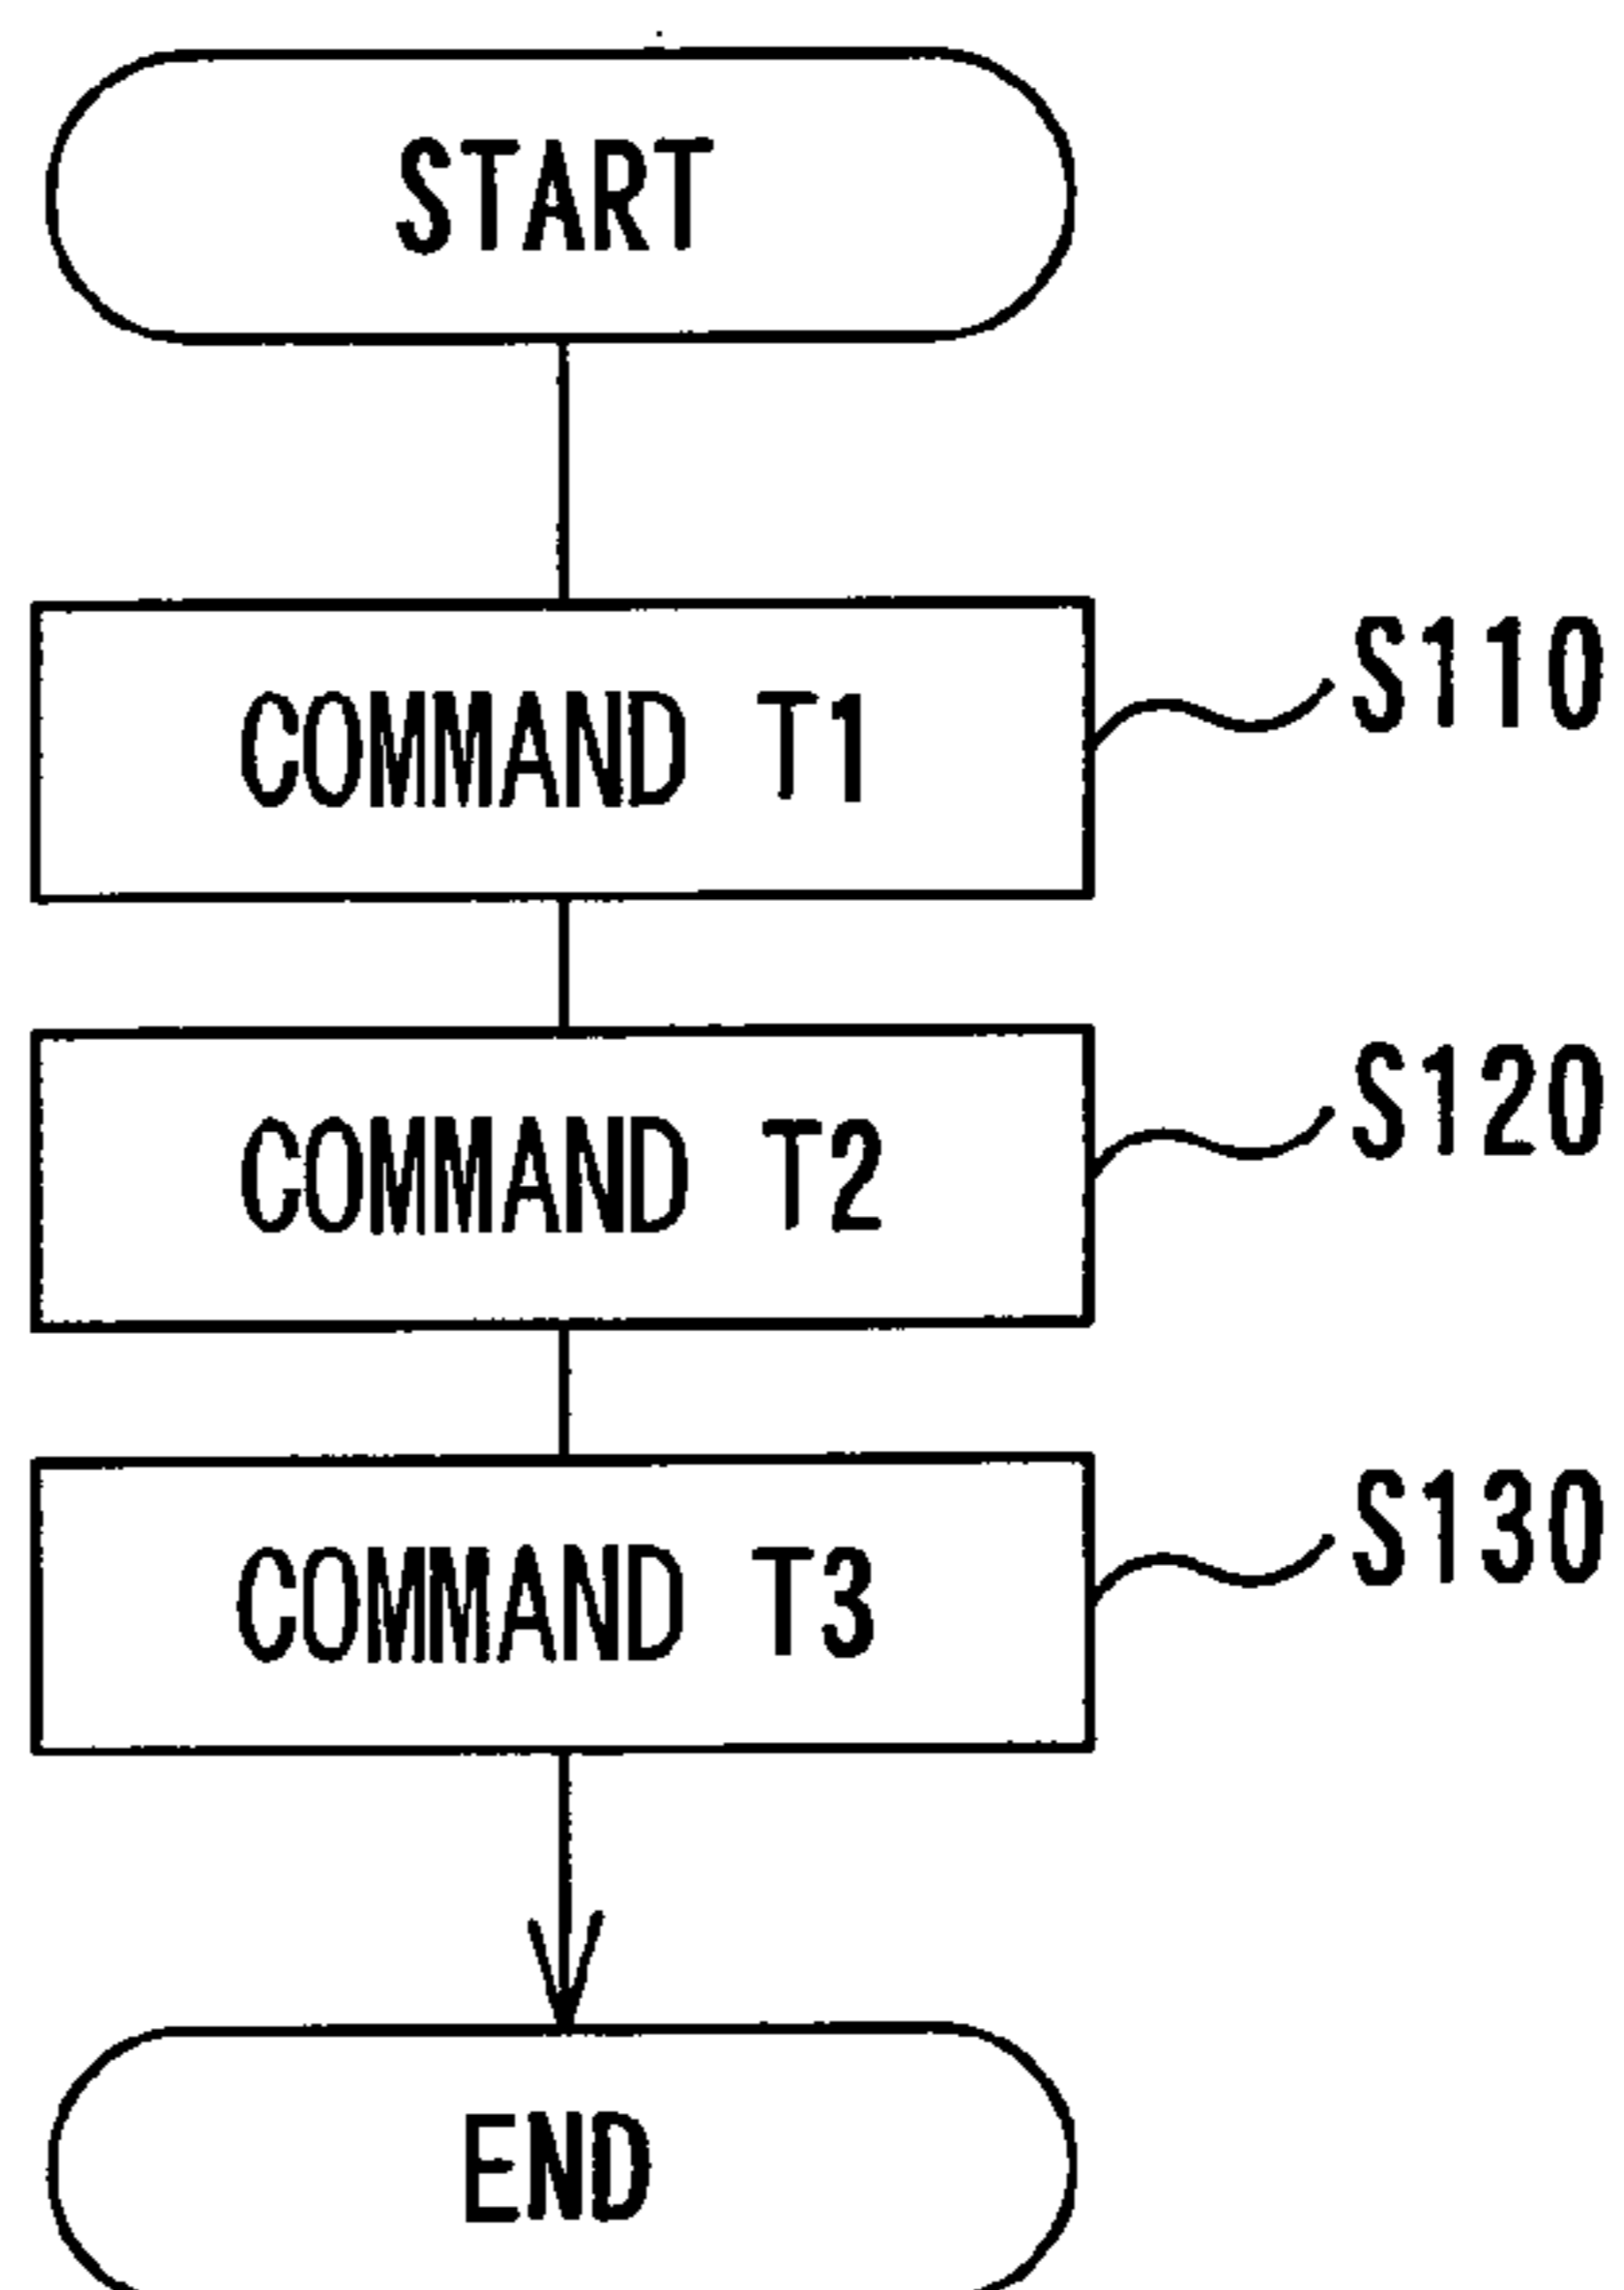 START
COMMAND T1
S110
COMMAND T2
S120
COMMAND T3
S130
END